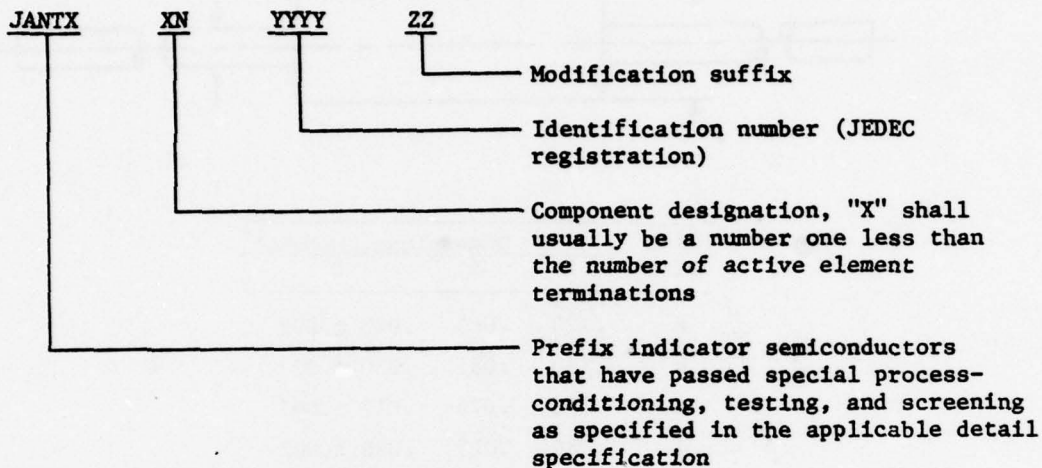 JANTX XN YYYY ZZ
Modification suffix
Identification number (JEDEC
registration)
Component designation, "X" shall
usually be a number one less than
the number of active element
terminations
Prefix indicator semiconductors
that have passed special process-
conditioning, testing, and screening
as specified in the applicable detail
specification